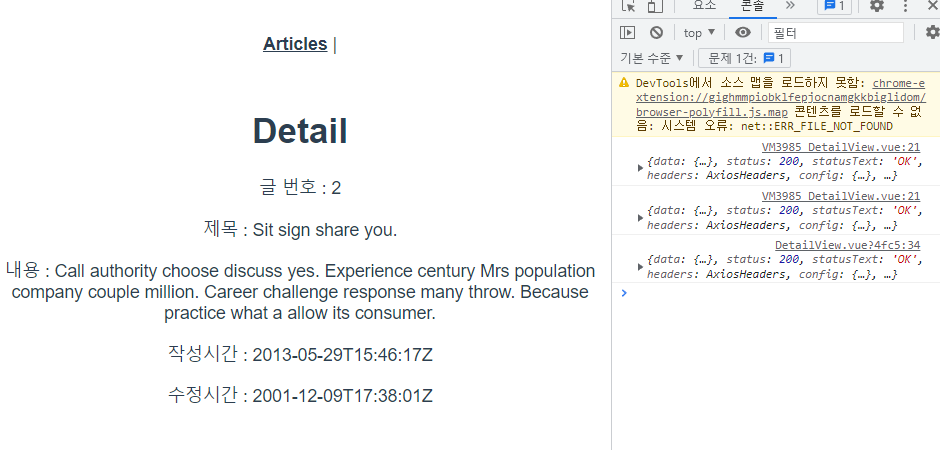 Articles |
Detail
글 번호 : 2
제목 : Sit sign share you.
내용 : Call authority choose discuss yes. Experience century Mrs population
company couple million. Career challenge response many throw. Because
practice what a allow its consumer.
작성시간 : 2013-05-29T15:46:17Z
수정시간 : 2001-12-09T17:38:01Z
요소 콘솔 » 1
top ▼ 필터
기본 수준 ▼ 문제 1건: 1
DevTools에서 소스 맵을 로드하지 못함: chrome-e
xtension://gighmmpiobklfepjocnamgkkbiglidom/
browser-polyfill.js.map 콘텐츠를 로드할 수 없
음: 시스템 오류: net::ERR_FILE_NOT_FOUND
VM3985 DetailView.vue:21
{data: {…}, status: 200, statusText: 'OK',
headers: AxiosHeaders, config: {…}, …}
VM3985 DetailView.vue:21
{data: {…}, status: 200, statusText: 'OK',
headers: AxiosHeaders, config: {…}, …}
DetailView.vue?4fc5:34
{data: {…}, status: 200, statusText: 'OK',
headers: AxiosHeaders, config: {…}, …}